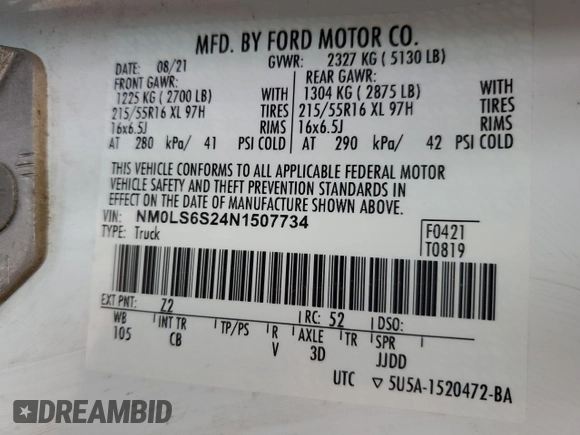 MFD. BY FORD MOTOR CO.
DATE: 08/21 GVWR: 2327 KG ( 5130 LB)
FRONT GAWR: REAR GAWR:
1225 KG ( 2700 LB) WITH 1304 KG ( 2875 LB) WITH
215/55R16 XL 97H TIRES 215/55R16 XL 97H TIRES
16x6.5J RIMS 16x6.5J RIMS
AT 280 kPa/ 41 PSI COLD AT 290 kPa/ 42 PSI COLD
THIS VEHICLE CONFORMS TO ALL APPLICABLE FEDERAL MOTOR
VEHICLE SAFETY AND THEFT PREVENTION STANDARDS IN
EFFECT ON THE DATE OF MANUFACTURE SHOWN ABOVE.
VIN: NM0LS6S24N1507734 F0421
TYPE: Truck T0819
EXT PNT: Z2 RC: 52 DSO:
WB INT TR TP/PS R AXLE TR SPR
105 CB V 3D JJDD
UTC ▽ 5U5A-1520472-BA
DREAMBID